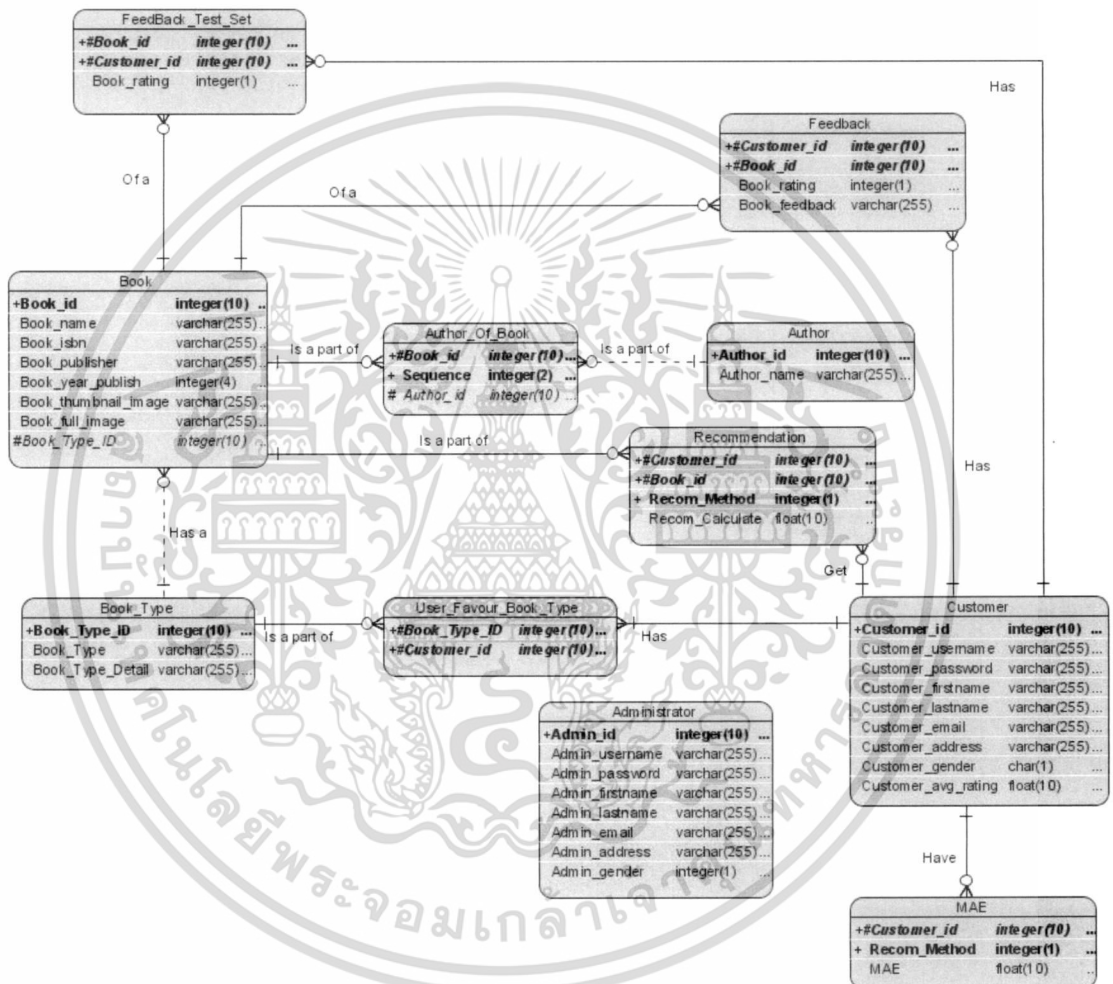 FeedBack_Test_Set
+#Book_id integer(10) ...
+#Customer_id integer(10) ...
Book_rating integer(1) ...
Has
Feedback
+#Customer_id integer(10) ...
+#Book_id integer(10) ...
Book_rating integer(1) ...
Book_feedback varchar(255) ...
Of a
Of a
Book
+Book_id integer(10) ...
Book_name varchar(255)...
Book_isbn varchar(255)...
Book_publisher varchar(255)...
Book_year_publish integer(4) ...
Book_thumbnail_image varchar(255)...
Book_full_image varchar(255)...
#Book_Type_ID integer(10) ...
Is a part of
Author_Of_Book
+#Book_id integer(10)...
+ Sequence integer(2) ...
# Author_id integer(10) ...
Is a part of
Author
+Author_id integer(10) ...
Author_name varchar(255)...
Is a part of
Recommendation
+#Customer_id integer(10) ...
+#Book_id integer(10) ...
+ Recom_Method integer(1) ...
Recom_Calculate float(10) ...
Has
Has a
Get
Book_Type
+Book_Type_ID integer(10) ...
Book_Type varchar(255)...
Book_Type_Detail varchar(255)...
Is a part of
User_Favour_Book_Type
+#Book_Type_ID integer(10)...
+#Customer_id integer(10)...
Has
Customer
+Customer_id integer(10) ...
Customer_username varchar(255)...
Customer_password varchar(255)...
Customer_firstname varchar(255)...
Customer_lastname varchar(255)...
Customer_email varchar(255)...
Customer_address varchar(255)...
Customer_gender char(1) ...
Customer_avg_rating float(10) ...
Administrator
+Admin_id integer(10) ...
Admin_username varchar(255)...
Admin_password varchar(255)...
Admin_firstname varchar(255)...
Admin_lastname varchar(255)...
Admin_email varchar(255)...
Admin_address varchar(255)...
Admin_gender integer(1) ...
Have
MAE
+#Customer_id integer(10) ...
+ Recom_Method integer(1) ...
MAE float(10) ...